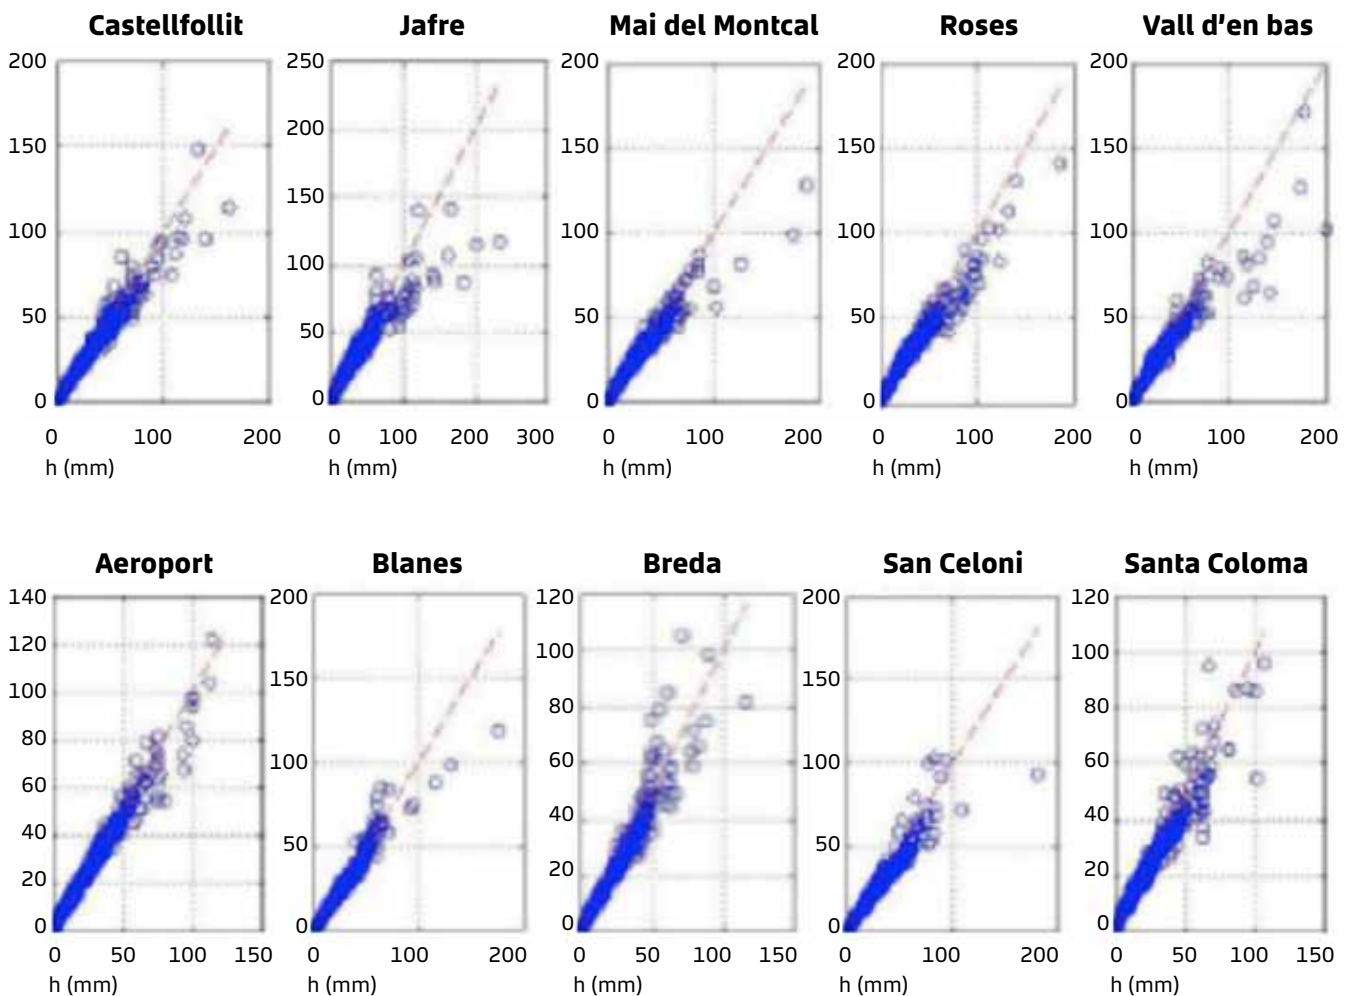 Castellfollit Jafre Mai del Montcal Roses Vall d'en bas
200 250 200 200 200
200
150 150 150 150 150
100 100 100 100 100
50 50 50 50 50
0 0 0 0 0
0 100 200 0 100 200 300 0 100 200 0 100 200 0 100 200
h (mm) h (mm) h (mm) h (mm) h (mm)
Aeroport Blanes Breda San Celoni Santa Coloma
140 200 120 200 120
120 150 100 150 100
100
80 100 80 100 80
60 60 60
40 50 40 50 40
20 20 20
0 0 0 0 0
0 50 100 150 0 100 200 0 50 100 150 0 100 200 0 50 100 150
h (mm) h (mm) h (mm) h (mm) h (mm)